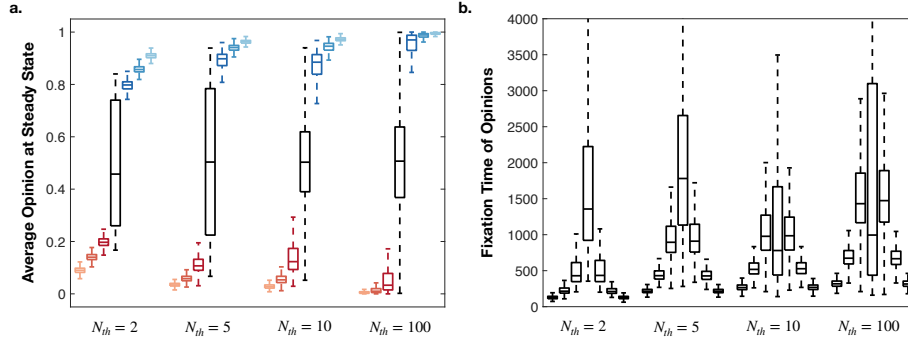 a.
Average Opinion at Steady State
1
0.8
0.6
0.4
0.2
0
N_th = 2
N_th = 5
N_th = 10
N_th = 100
b.
Fixation Time of Opinions
4000
3500
3000
2500
2000
1500
1000
500
0
N_th = 2
N_th = 5
N_th = 10
N_th = 100